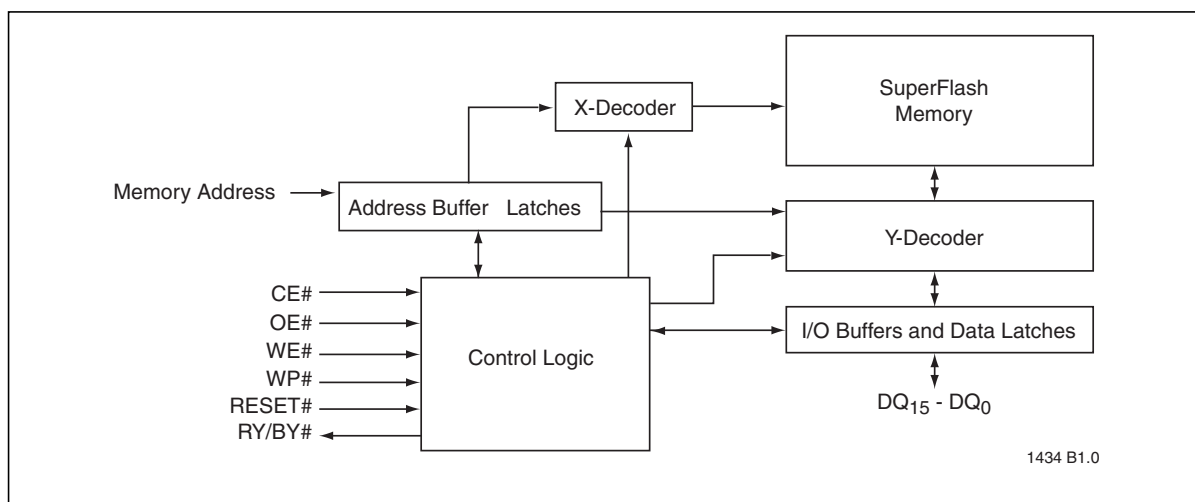 SuperFlash
Memory
X-Decoder
Memory Address
Address Buffer Latches
Y-Decoder
CE#
OE#
WE#
WP#
RESET#
RY/BY#
Control Logic
I/O Buffers and Data Latches
DQ15 - DQ0
1434 B1.0